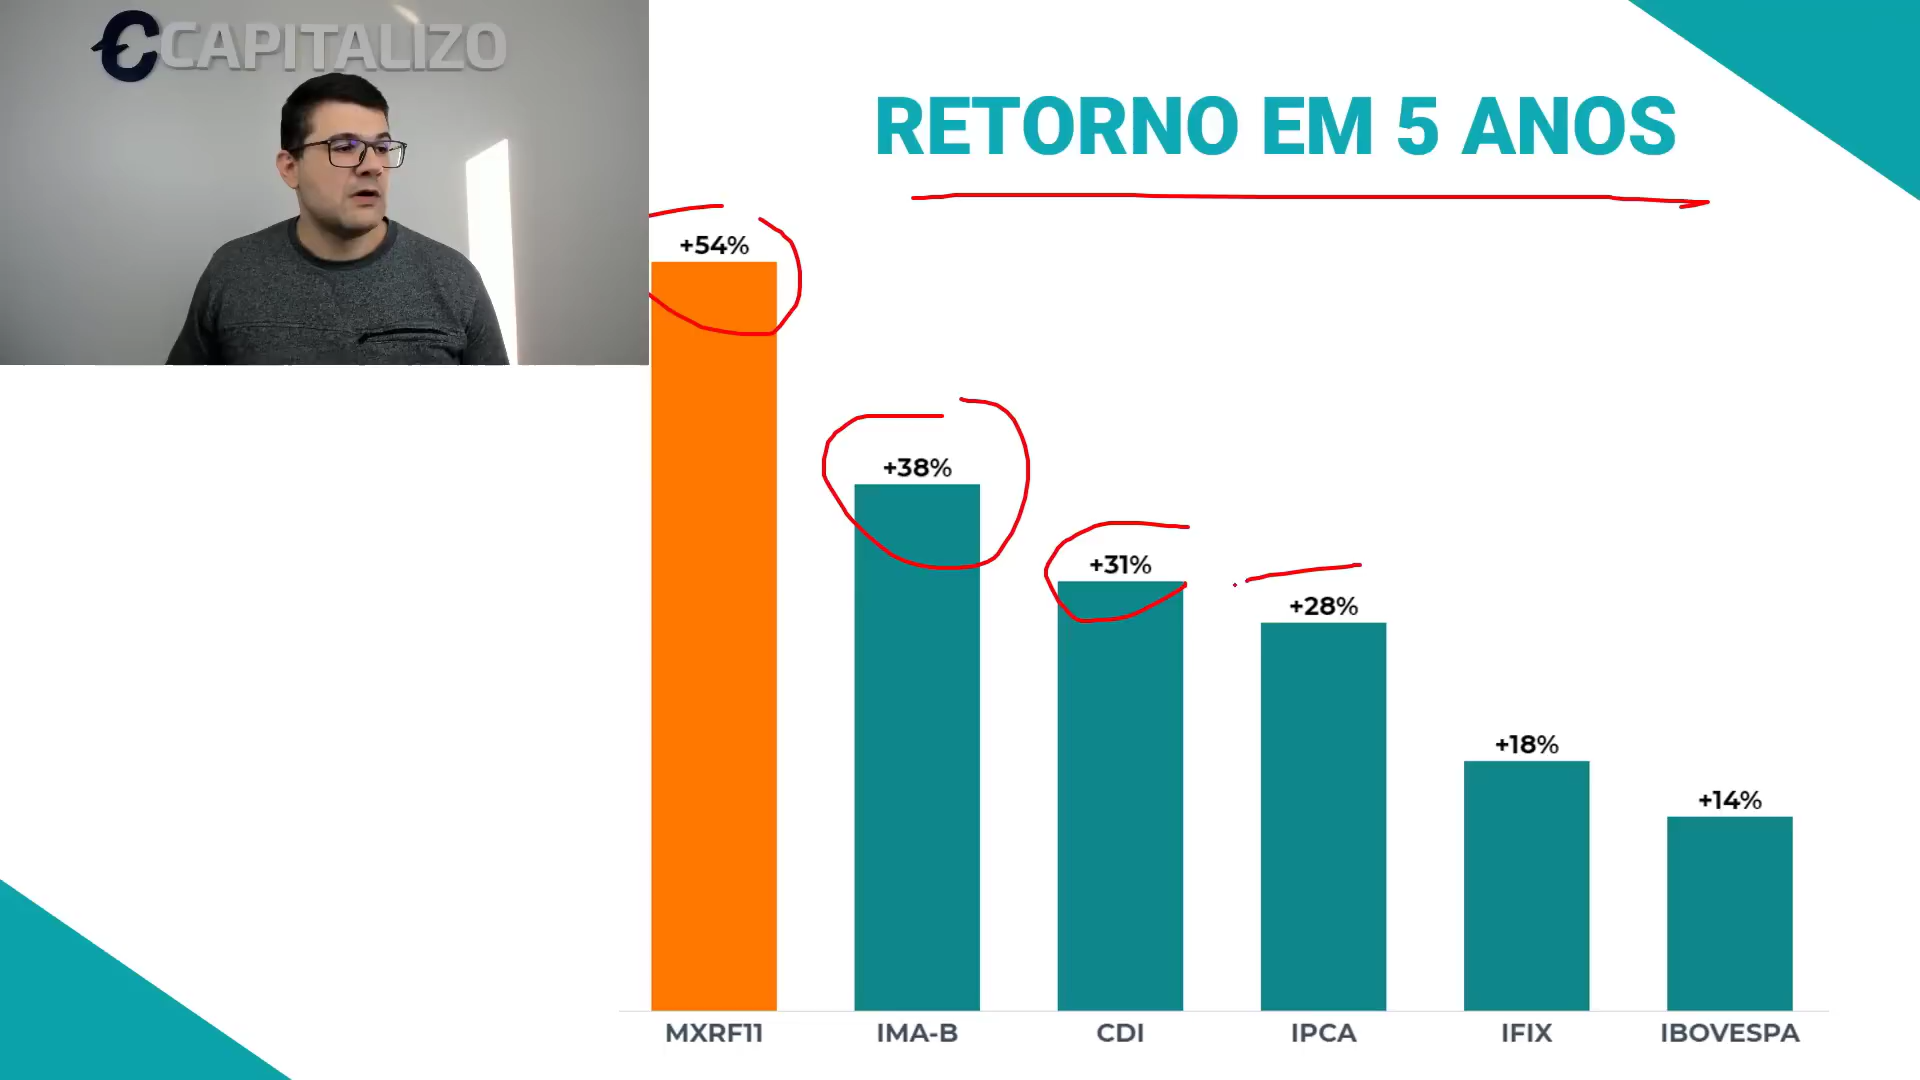 CAPITALIZO
RETORNO EM 5 ANOS
+54%
+38%
+31%
+28%
+18%
+14%
MXRF11
IMA-B
CDI
IPCA
IFIX
IBOVESPA